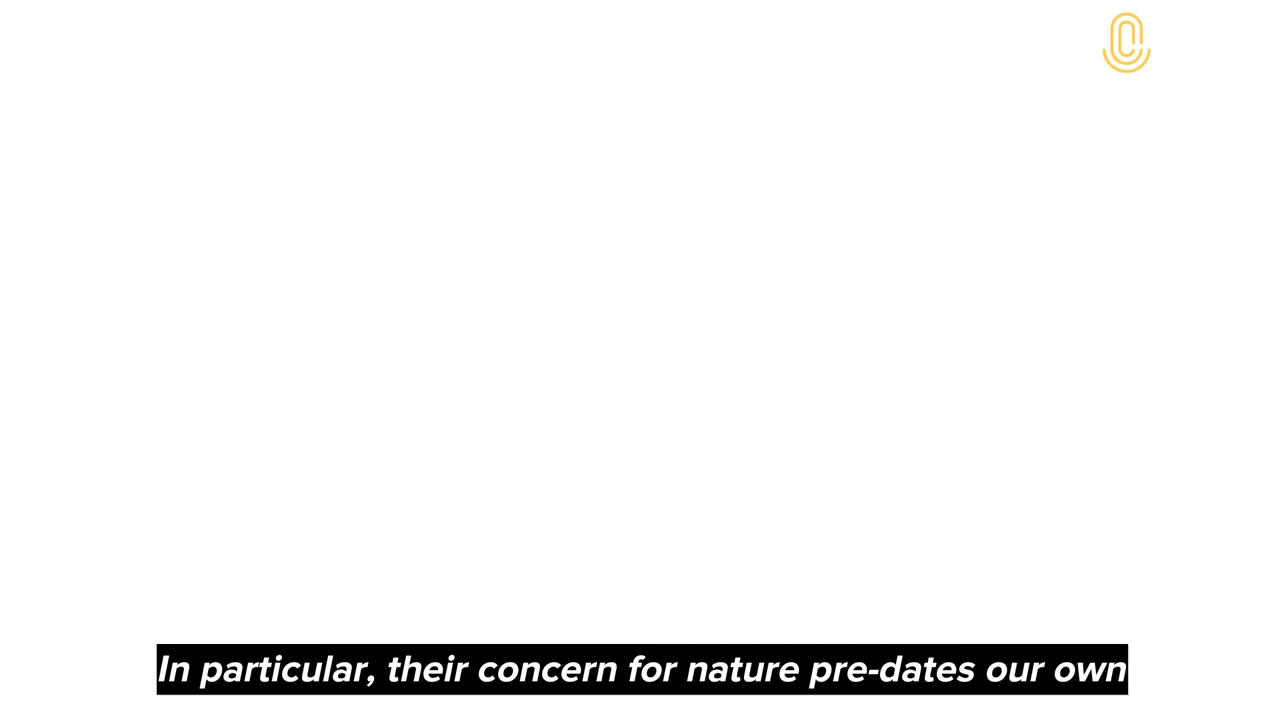 In particular, their concern for nature pre-dates our own